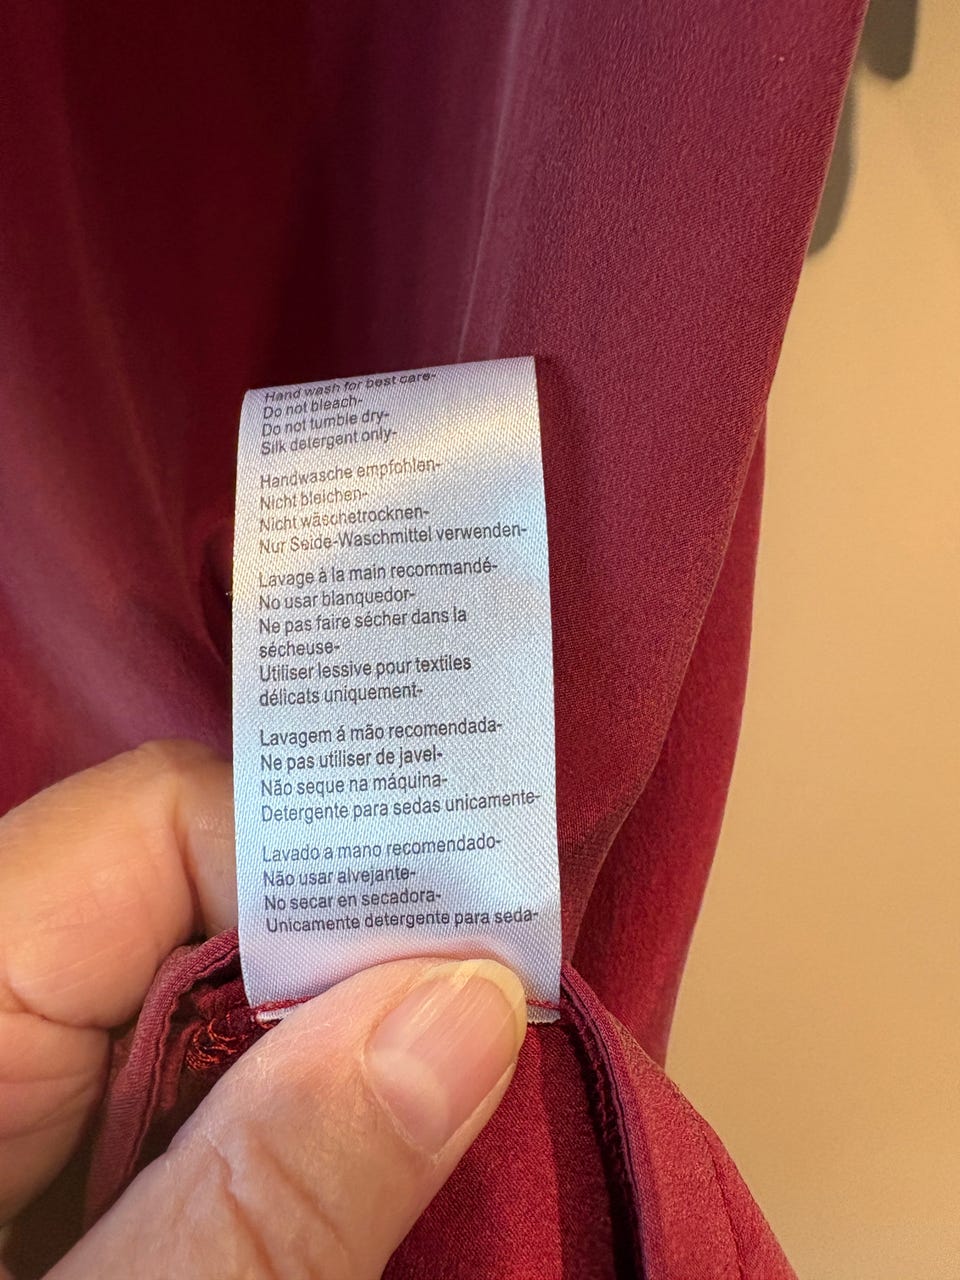 Hand wash for best care-
Do not bleach-
Do not tumble dry-
Silk detergent only-
Handwasche empfohlen-
Nicht bleichen-
Nicht wäschetrocknen-
Nur Seide-Waschmittel verwenden-
Lavage à la main recommandé-
No usar blanquedor-
Ne pas faire sécher dans la
sécheuse-
Utiliser lessive pour textiles
délicats uniquement-
Lavagem á mão recomendada-
Ne pas utiliser de javel-
Não seque na máquina-
Detergente para sedas unicamente-
Lavado a mano recomendado-
Não usar alvejante-
No secar en secadora-
Unicamente detergente para seda-